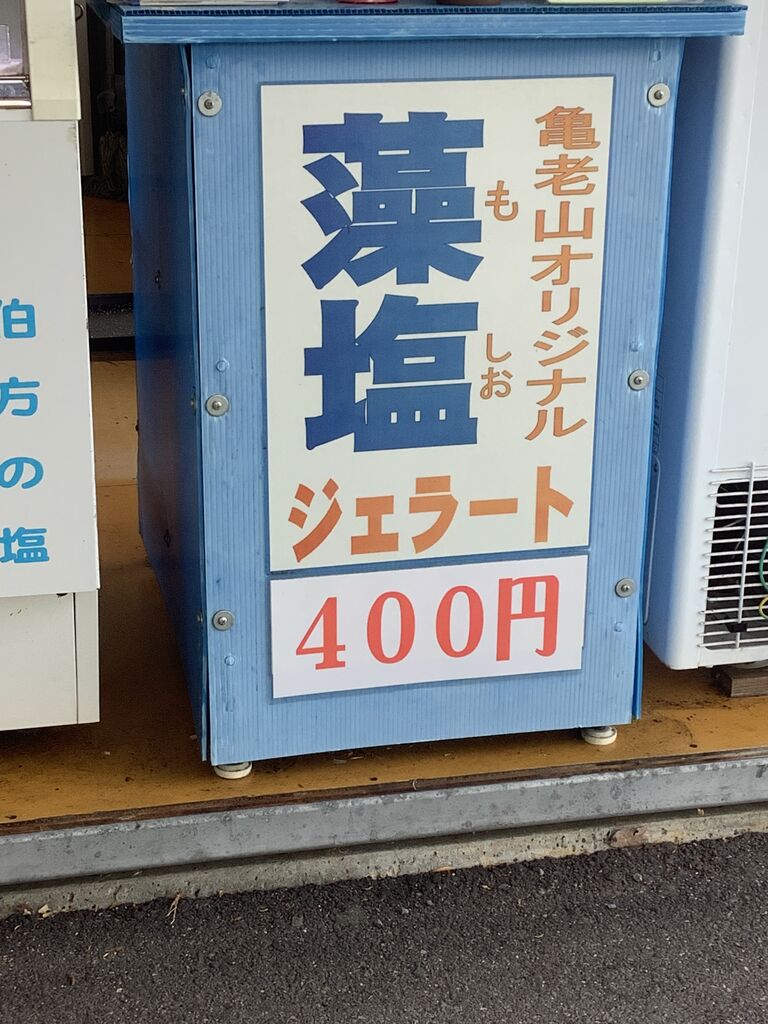 亀老山オリジナル
藻塩
もしお
ジェラート
400円
伯方の塩